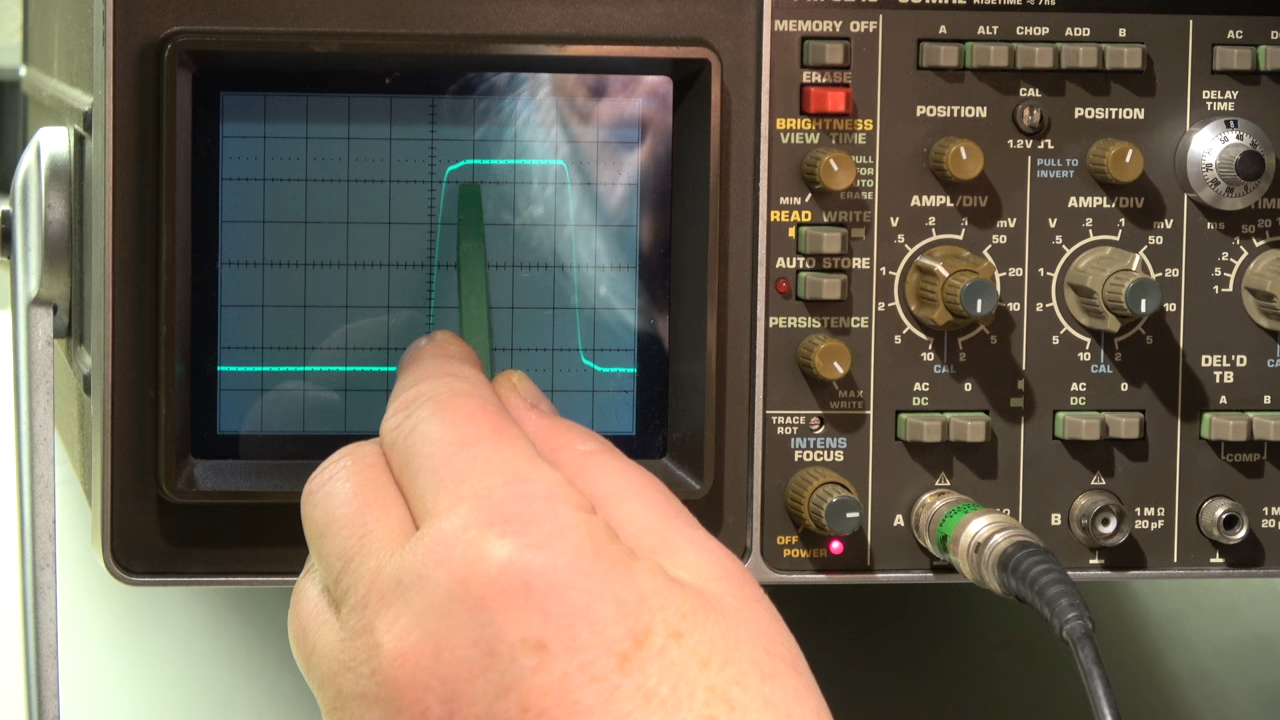 RISETIME ≈ 7ns
MEMORY OFF
ERASE
BRIGHTNESS
VIEW TIME
PULL
FOR
AUTO
ERASE
MIN
READ WRITE
AUTO STORE
PERSISTENCE
MAX
WRITE
TRACE
ROT
INTENS
FOCUS
OFF
POWER
A ALT CHOP ADD B
POSITION CAL POSITION
1.2V
PULL TO
INVERT
AMPL/DIV AMPL/DIV
V .2 .1 mV
.5 50
1 20
2 10
5 5
10 2
CAL
V .2 .1 mV
.5 50
1 20
2 10
5 5
10 2
CAL
AC 0
DC
AC 0
DC
A
B 1 MΩ
20 pF
AC
DELAY
TIME
ms 50 20
.2
.5
.1
DEL'D
TB
A B
COMP